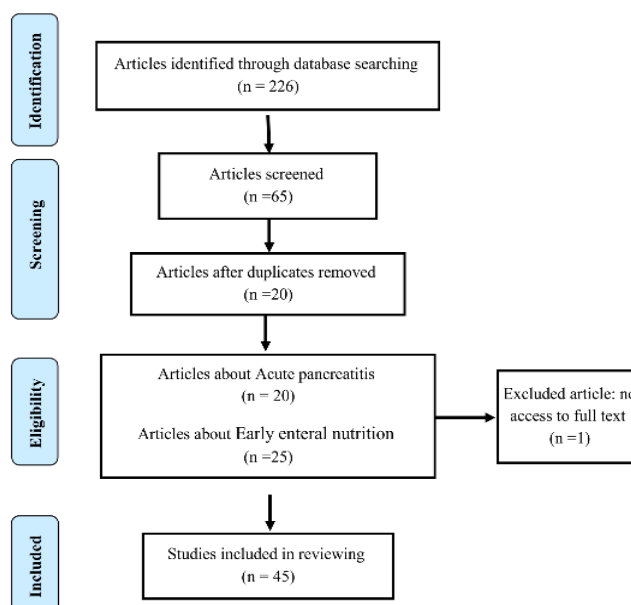 Identification
Articles identified through database searching
(n = 226)
Screening
Articles screened
(n =65)
Articles after duplicates removed
(n =20)
Eligibility
Articles about Acute pancreatitis
(n = 20)
Articles about Early enteral nutrition
(n =25)
Excluded article: no
access to full text
(n =1)
Included
Studies included in reviewing
(n = 45)